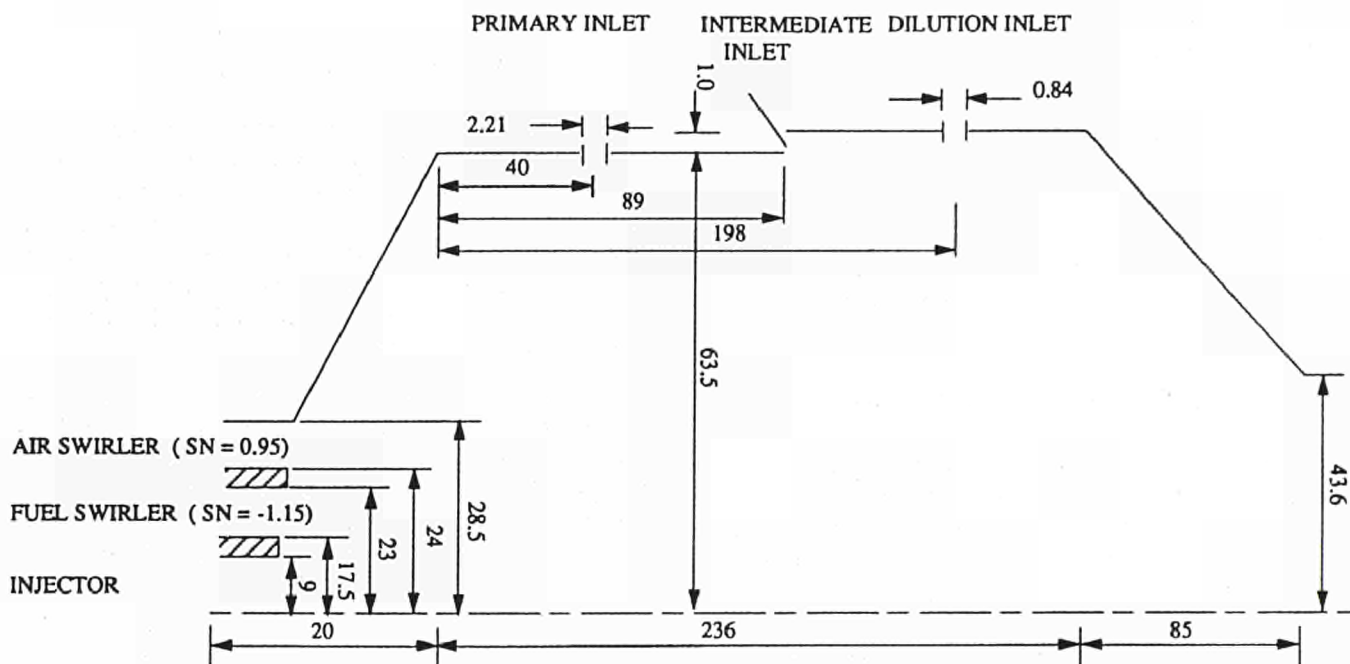 PRIMARY INLET
INTERMEDIATE DILUTION INLET
INLET
1.0
0.84
2.21
40
89
198
63.5
AIR SWIRLER ( SN = 0.95)
FUEL SWIRLER ( SN = -1.15)
INJECTOR
9
17.5
23
24
28.5
43.6
20
236
85